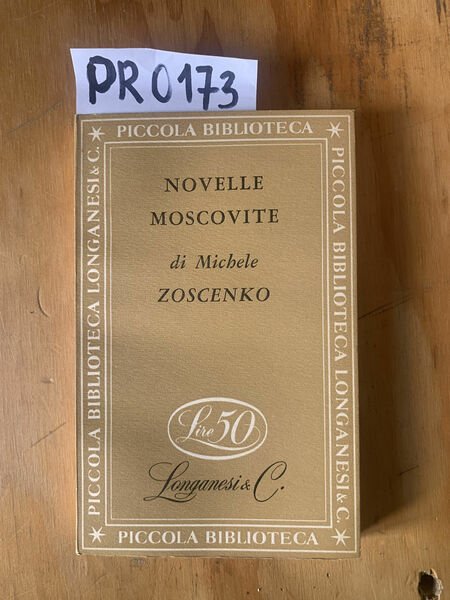 PR0173
PICCOLA BIBLIOTECA
PICCOLA BIBLIOTECA LONGANESI & C.
NOVELLE
MOSCOVITE
di Michele
ZOSCENKO
Lire 50
Longanesi & C.
PICCOLA BIBLIOTECA LONGANESI & C.
PICCOLA BIBLIOTECA